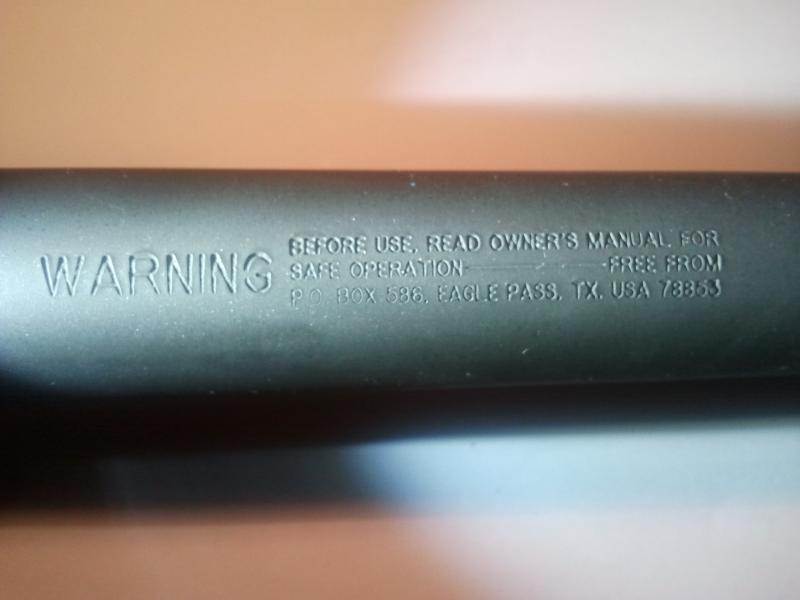 WARNING
BEFORE USE, READ OWNER'S MANUAL FOR
SAFE OPERATION————FREE FROM
P.O. BOX 586, EAGLE PASS, TX. USA 78853